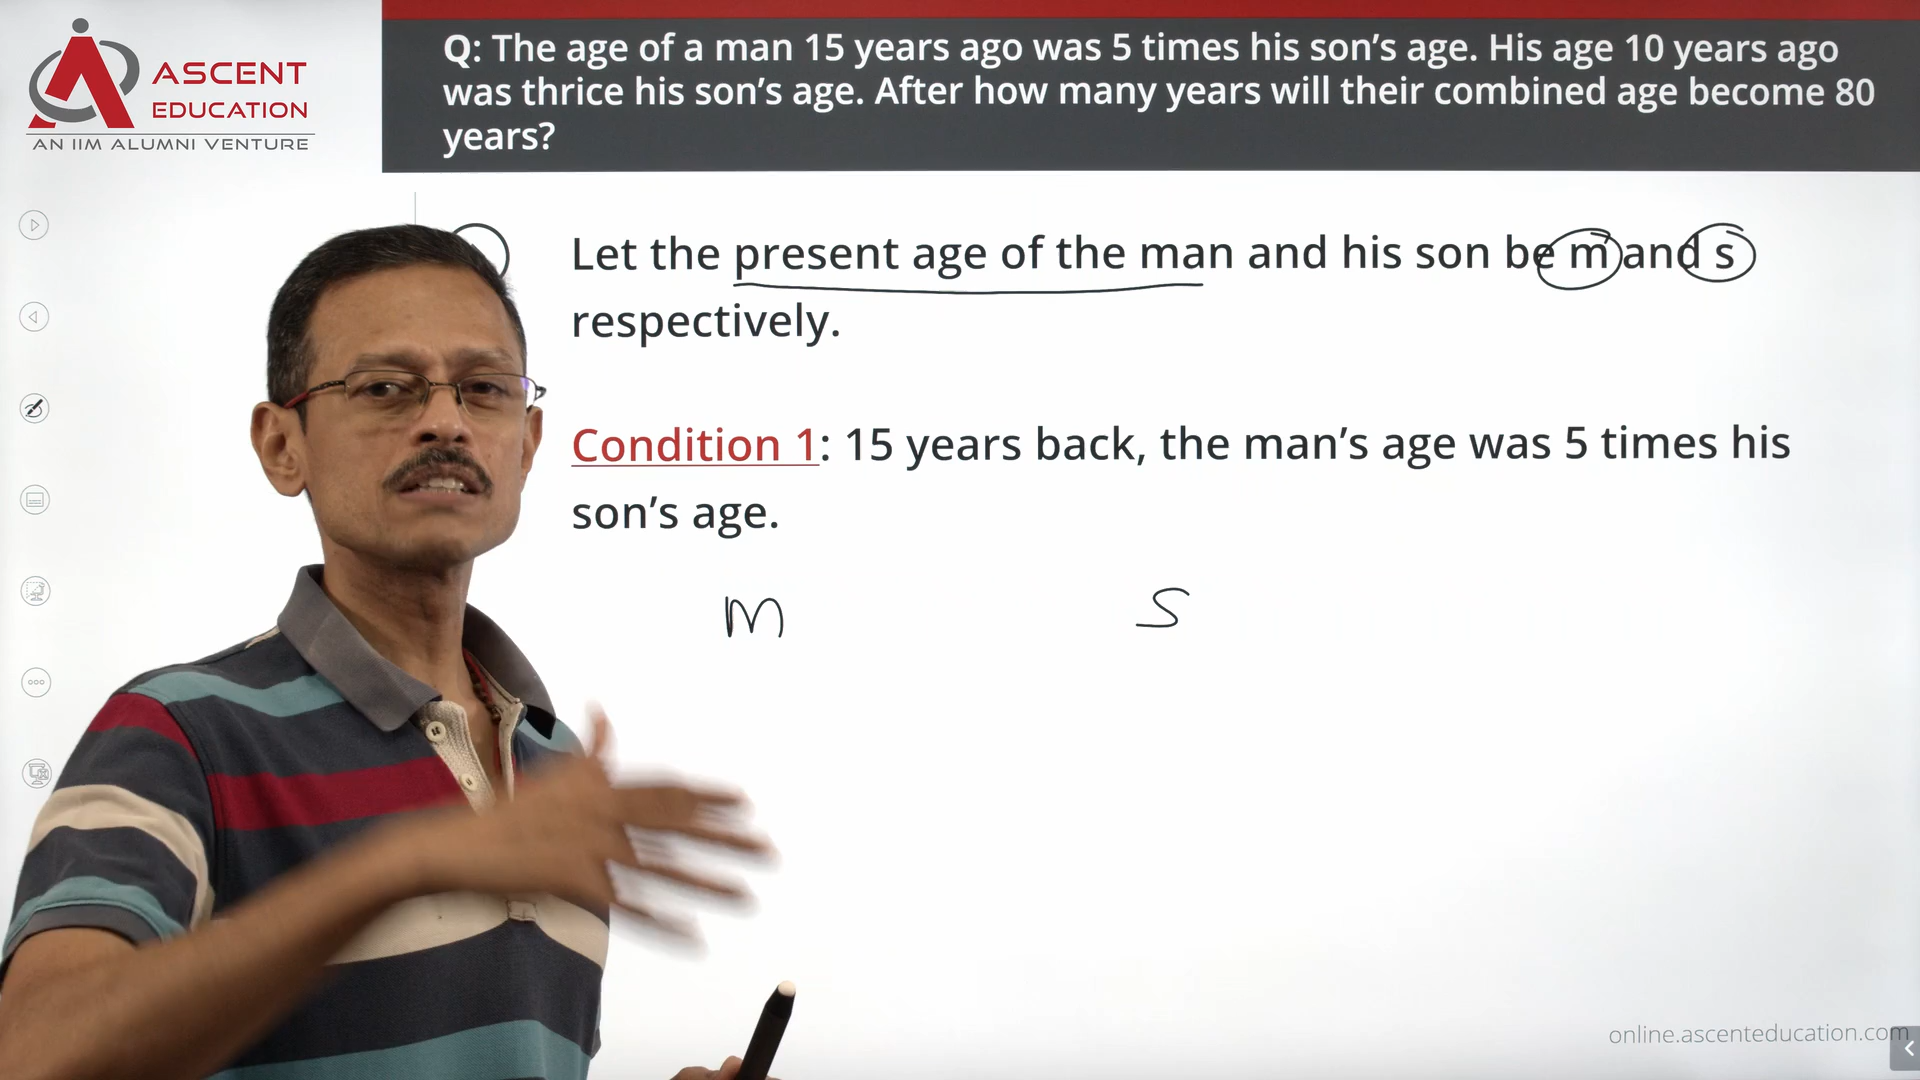 ASCENT
EDUCATION
AN IIM ALUMNI VENTURE
Q: The age of a man 15 years ago was 5 times his son’s age. His age 10 years ago
was thrice his son’s age. After how many years will their combined age become 80
years?
Let the present age of the man and his son be m and s
respectively.
Condition 1: 15 years back, the man’s age was 5 times his
son’s age.
m s
online.ascenteducation.com